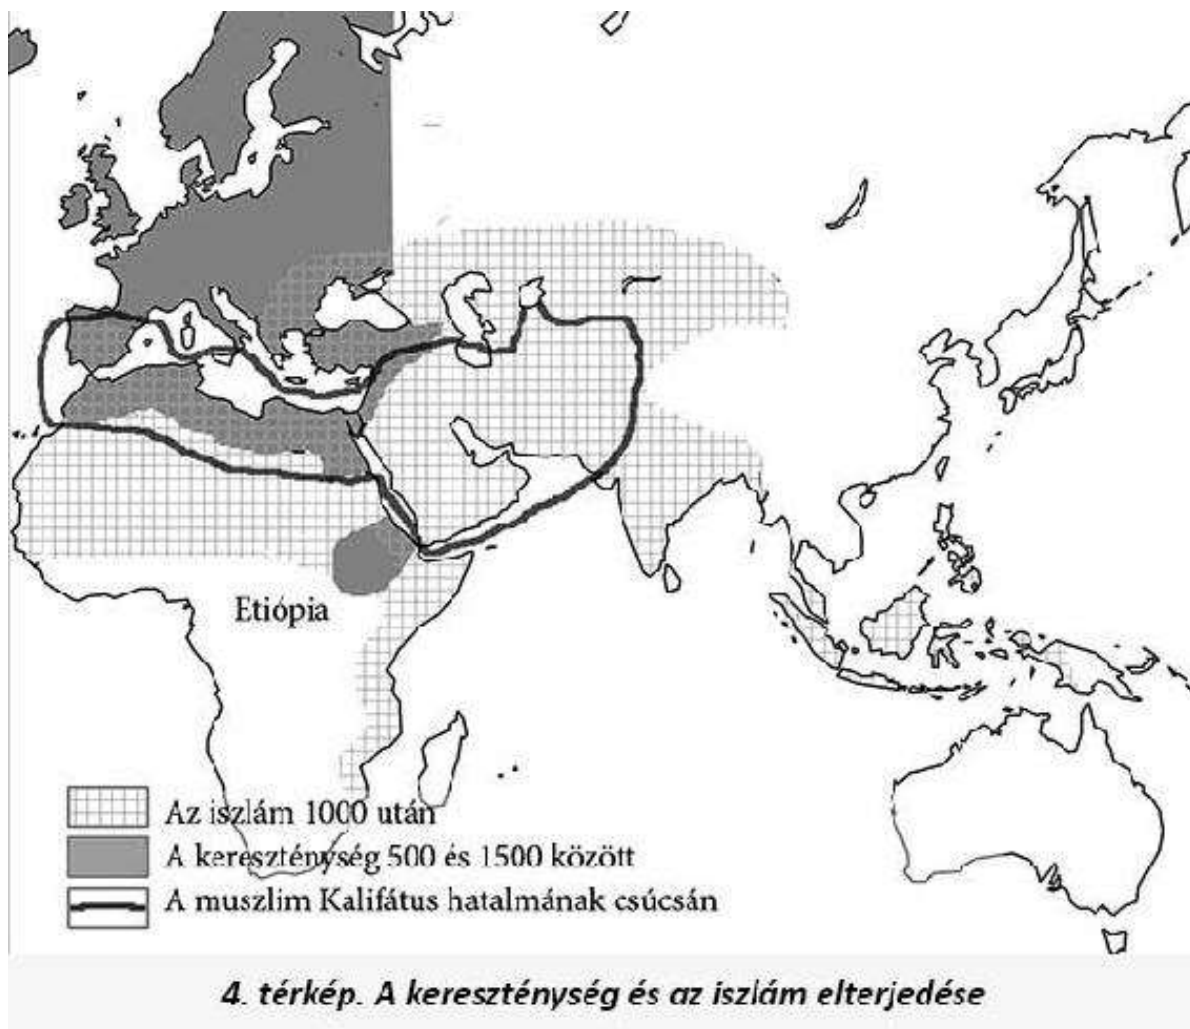 Etiópia
Az iszlám 1000 után
A kereszténység 500 és 1500 között
A muszlim Kalifátus hatalmának csúcsán
4. térkép. A kereszténység és az iszlám elterjedése